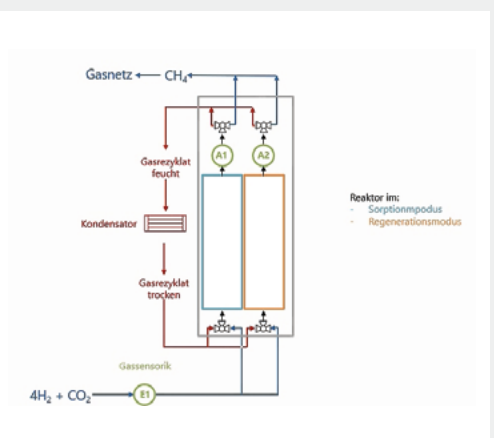 Gasnetz CH₄
A1 A2
Gasrezyklat
feucht
Kondensator
Reaktor im:
- Sorptionmpodus
- Regenerationsmodus
Gasrezyklat
trocken
Gassensorik
4H₂ + CO₂ E1